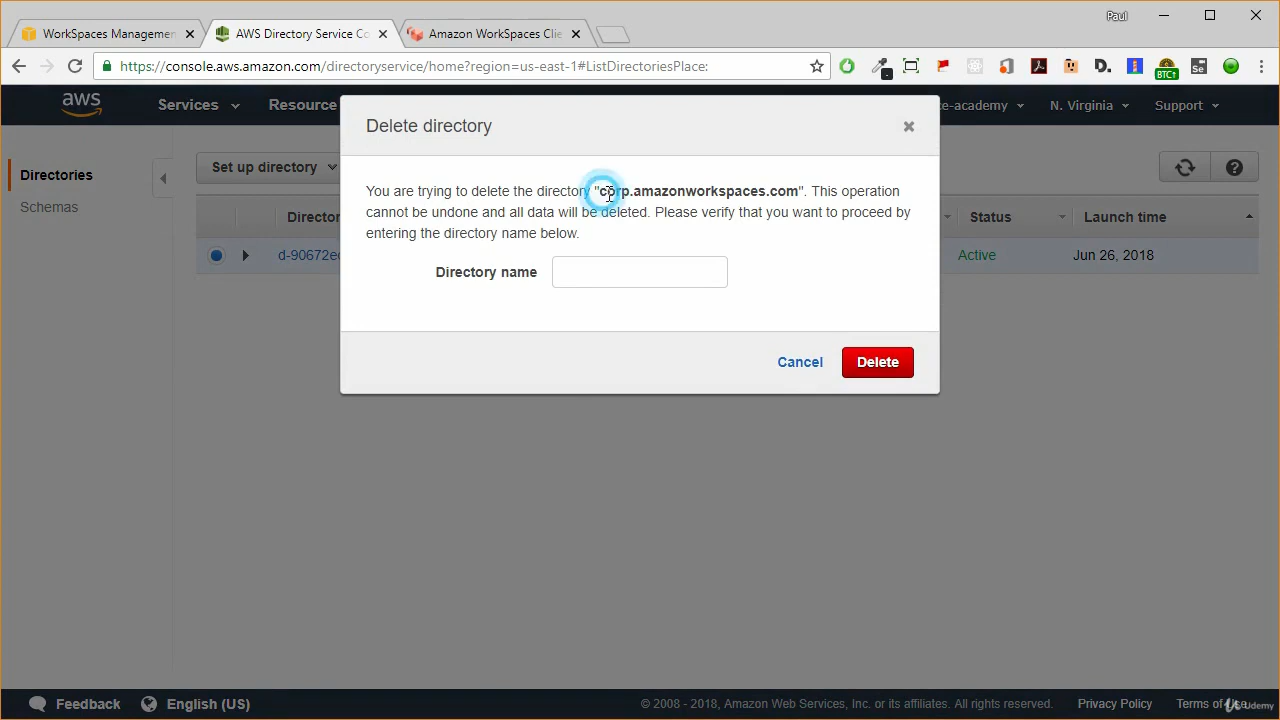 Paul
WorkSpaces Managemen
AWS Directory Service Co
Amazon WorkSpaces Clie
https://console.aws.amazon.com/directoryservice/home?region=us-east-1#ListDirectoriesPlace:
D.
BTC↑
Se
aws
Services
Resource
e-academy
N. Virginia
Support
Directories
Schemas
Set up directory
Director
Status
Launch time
d-90672e
Active
Jun 26, 2018
Delete directory
You are trying to delete the directory "corp.amazonworkspaces.com". This operation
cannot be undone and all data will be deleted. Please verify that you want to proceed by
entering the directory name below.
Directory name
Cancel
Delete
Feedback
English (US)
© 2008 - 2018, Amazon Web Services, Inc. or its affiliates. All rights reserved.
Privacy Policy
Terms of
Udemy